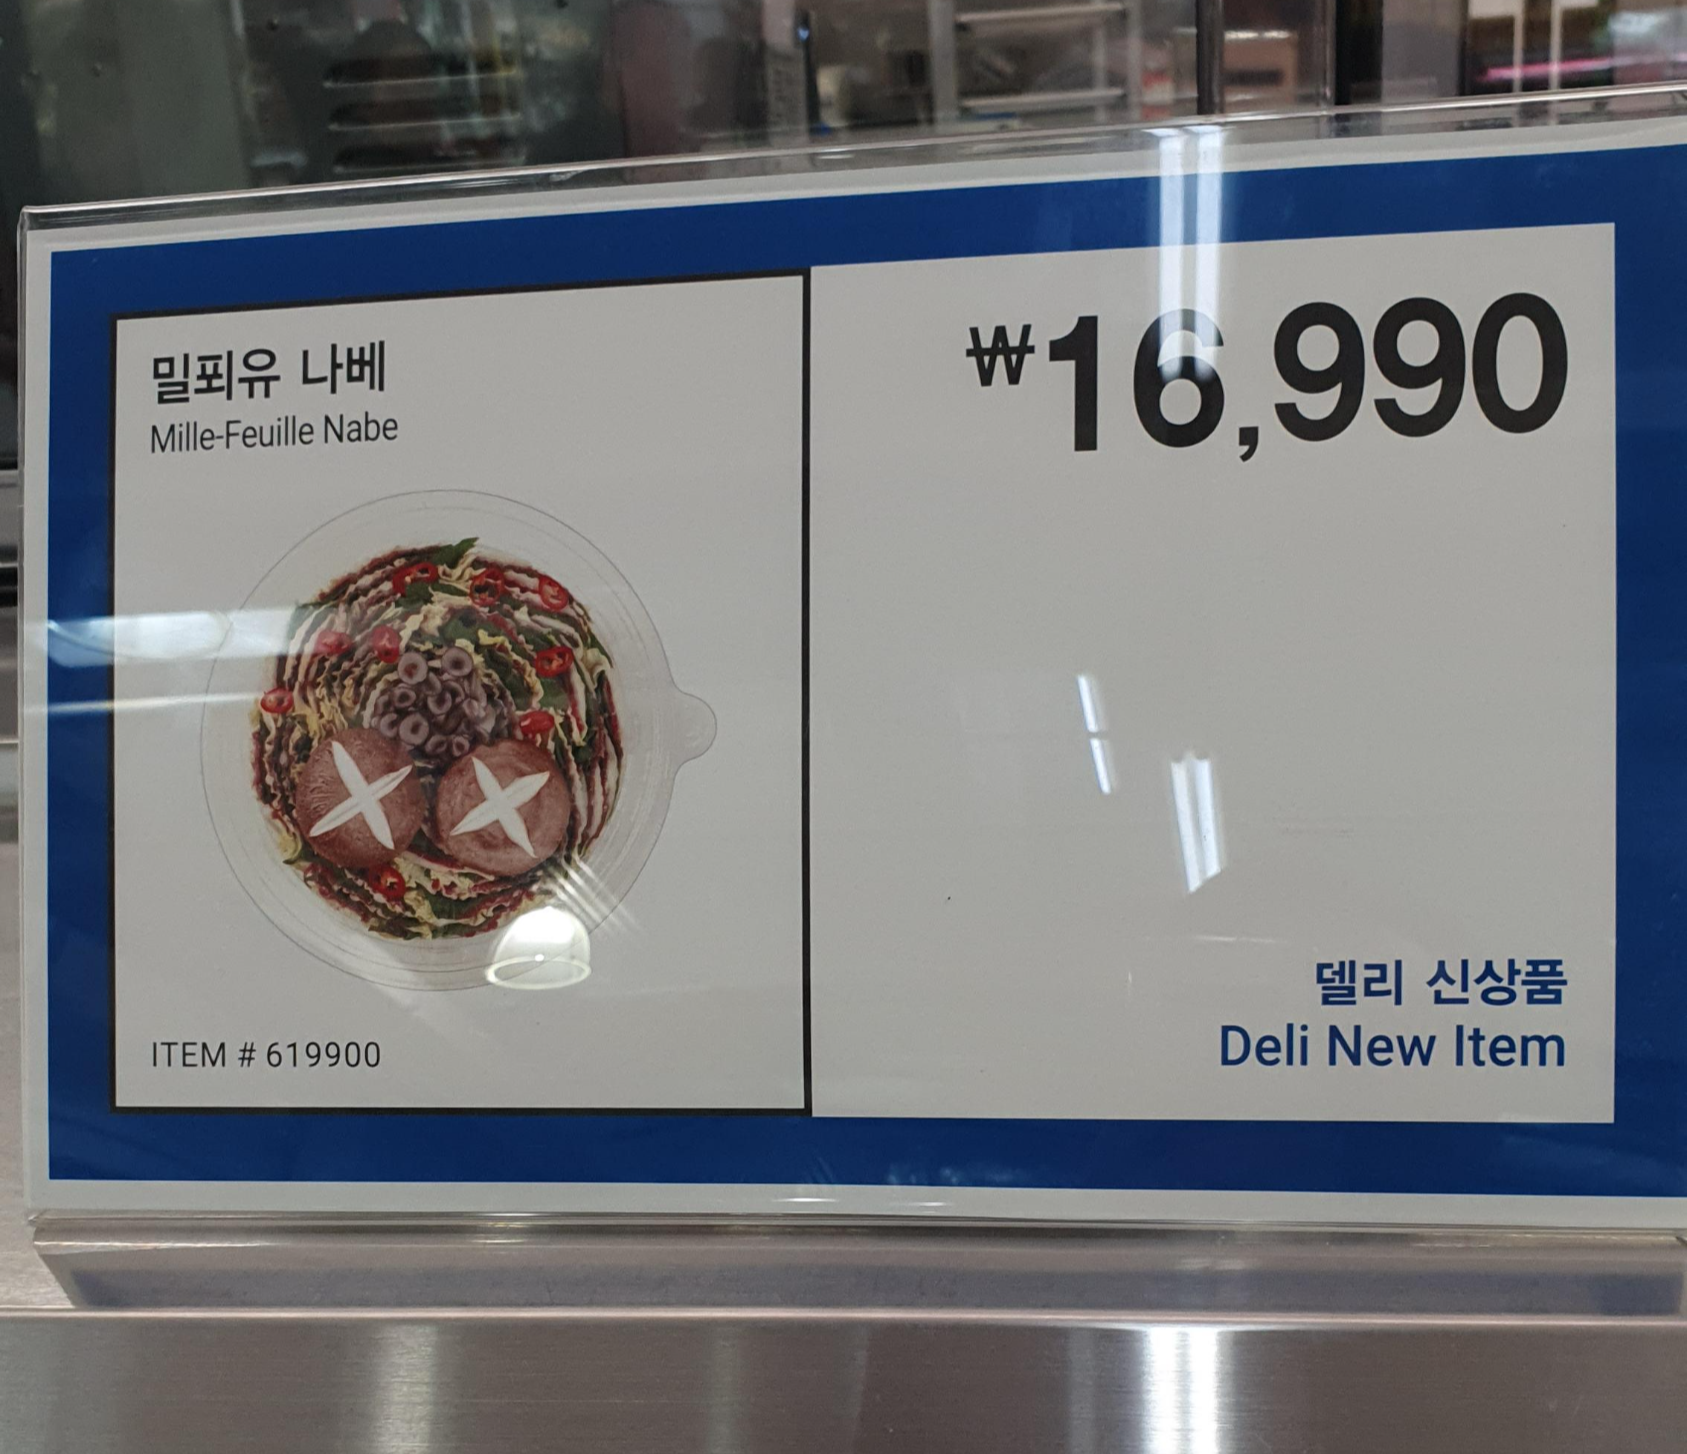 밀푀유 나베
Mille-Feuille Nabe
ITEM # 619900
₩16,990
델리 신상품
Deli New Item